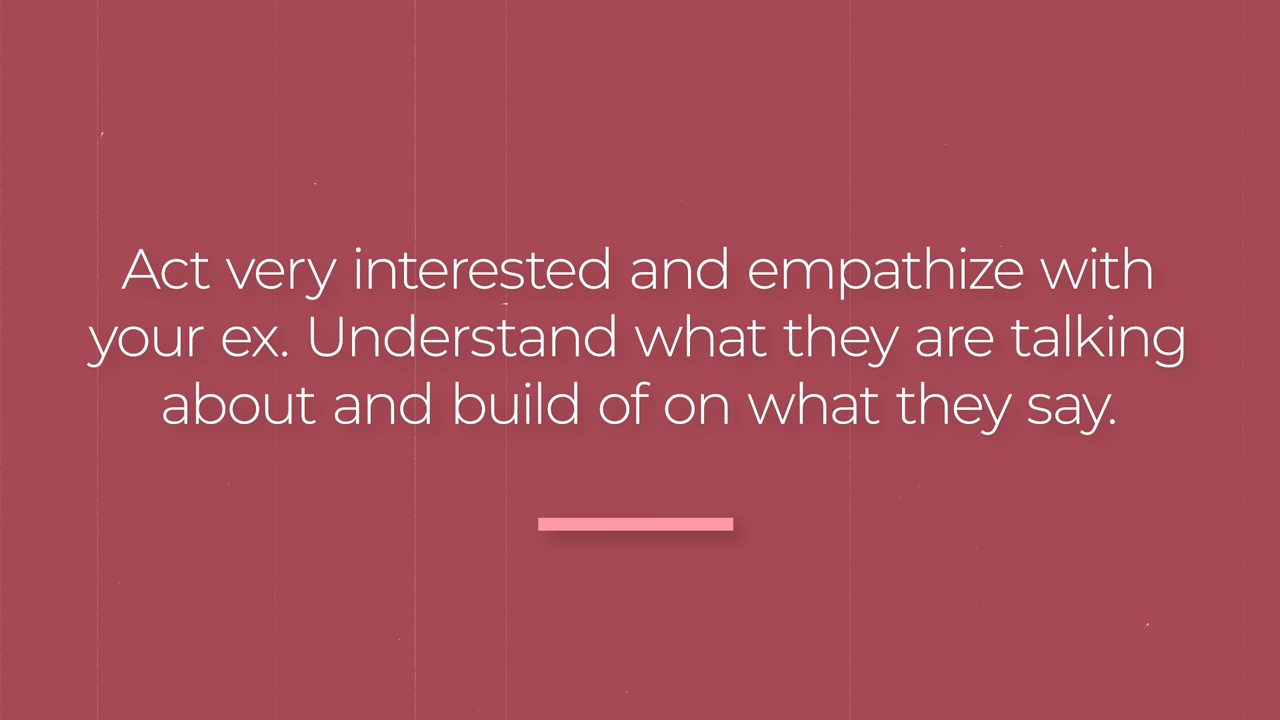 Act very interested and empathize with
your ex. Understand what they are talking
about and build of on what they say.